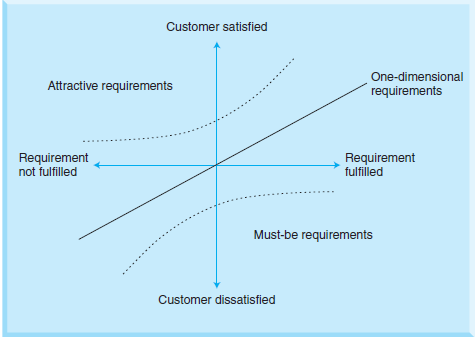 Customer satisfied
Attractive requirements
One-dimensional
requirements
Requirement
not fulfilled
Requirement
fulfilled
Must-be requirements
Customer dissatisfied